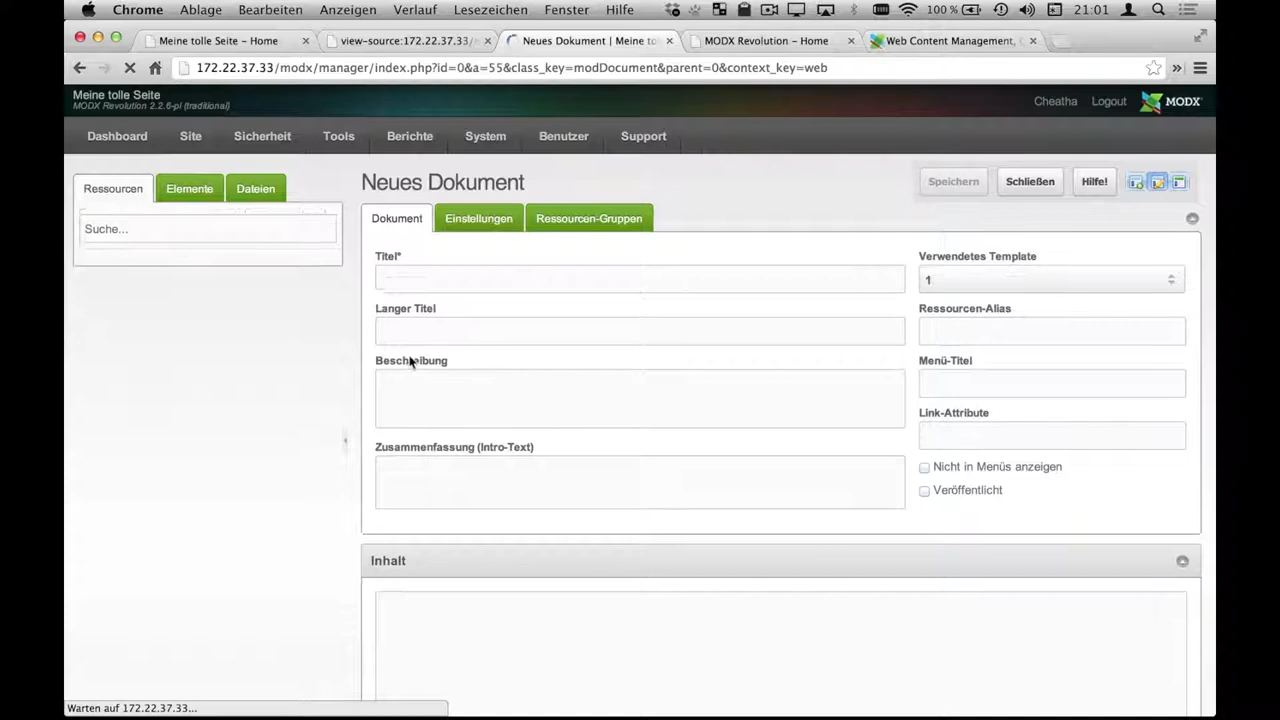 Chrome Ablage Bearbeiten Anzeigen Verlauf Lesezeichen Fenster Hilfe 100 % 21:01
Meine tolle Seite - Home
view-source:172.22.37.33/m
Neues Dokument | Meine to
MODX Revolution - Home
Web Content Management,
172.22.37.33/modx/manager/index.php?id=0&a=55&class_key=modDocument&parent=0&context_key=web
Meine tolle Seite
MODX Revolution 2.2.6-pl (traditional)
Cheatha Logout MODX
Dashboard Site Sicherheit Tools Berichte System Benutzer Support
Ressourcen Elemente Dateien
Suche...
Neues Dokument
Speichern Schließen Hilfe!
Dokument Einstellungen Ressourcen-Gruppen
Titel*
Langer Titel
Beschreibung
Zusammenfassung (Intro-Text)
Verwendetes Template
1
Ressourcen-Alias
Menü-Titel
Link-Attribute
Nicht in Menüs anzeigen
Veröffentlicht
Inhalt
Warten auf 172.22.37.33...